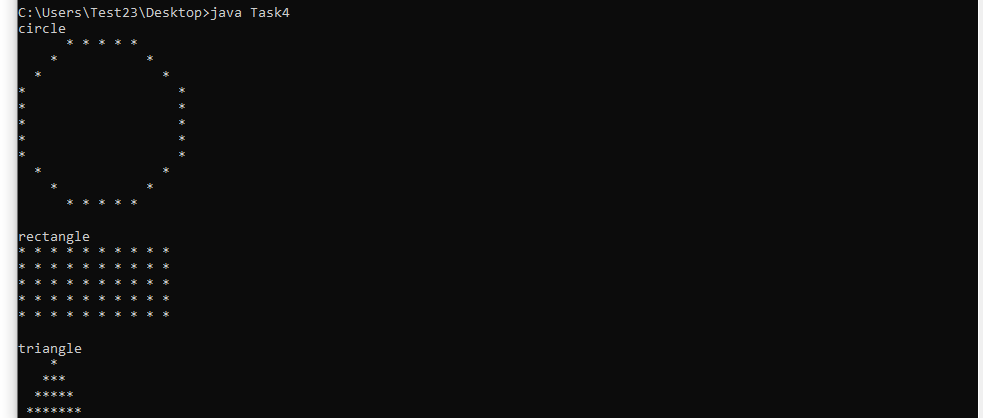 C:\Users\Test23\Desktop>java Task4
circle
      * * * * *
    *           *
  *               *
*                   *
*                   *
*                   *
*                   *
*                   *
  *               *
    *           *
      * * * * *

rectangle
* * * * * * * * * *
* * * * * * * * * *
* * * * * * * * * *
* * * * * * * * * *
* * * * * * * * * *

triangle
    *
   ***
  *****
 *******